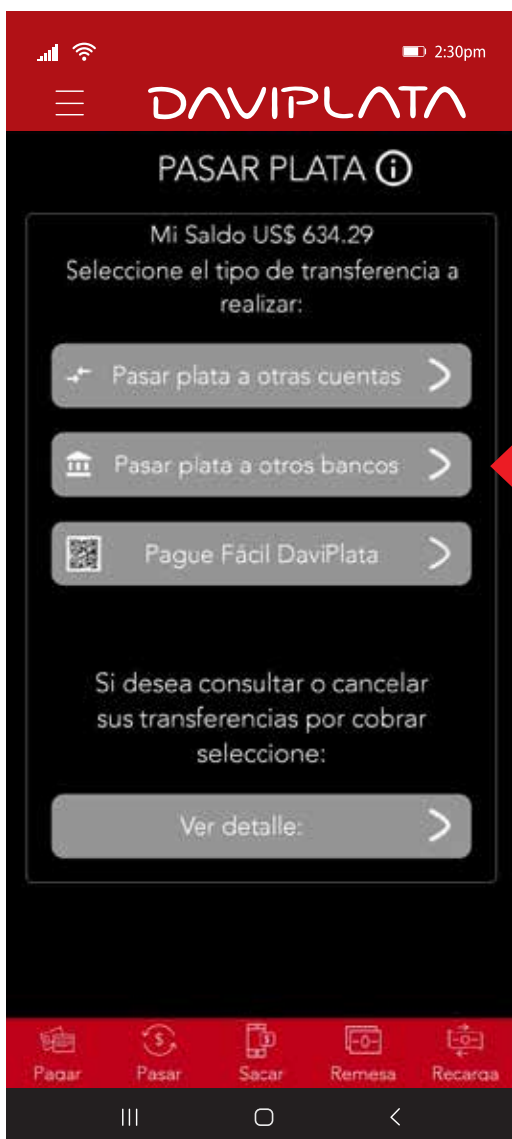 2:30pm
DAVIPLATA
PASAR PLATA
Mi Saldo US$ 634.29
Seleccione el tipo de transferencia a
realizar:
Pasar plata a otras cuentas
Pasar plata a otros bancos
Pague Fácil DaviPlata
Si desea consultar o cancelar
sus transferencias por cobrar
seleccione:
Ver detalle:
Pagar Pasar Sacar Remesa Recarga